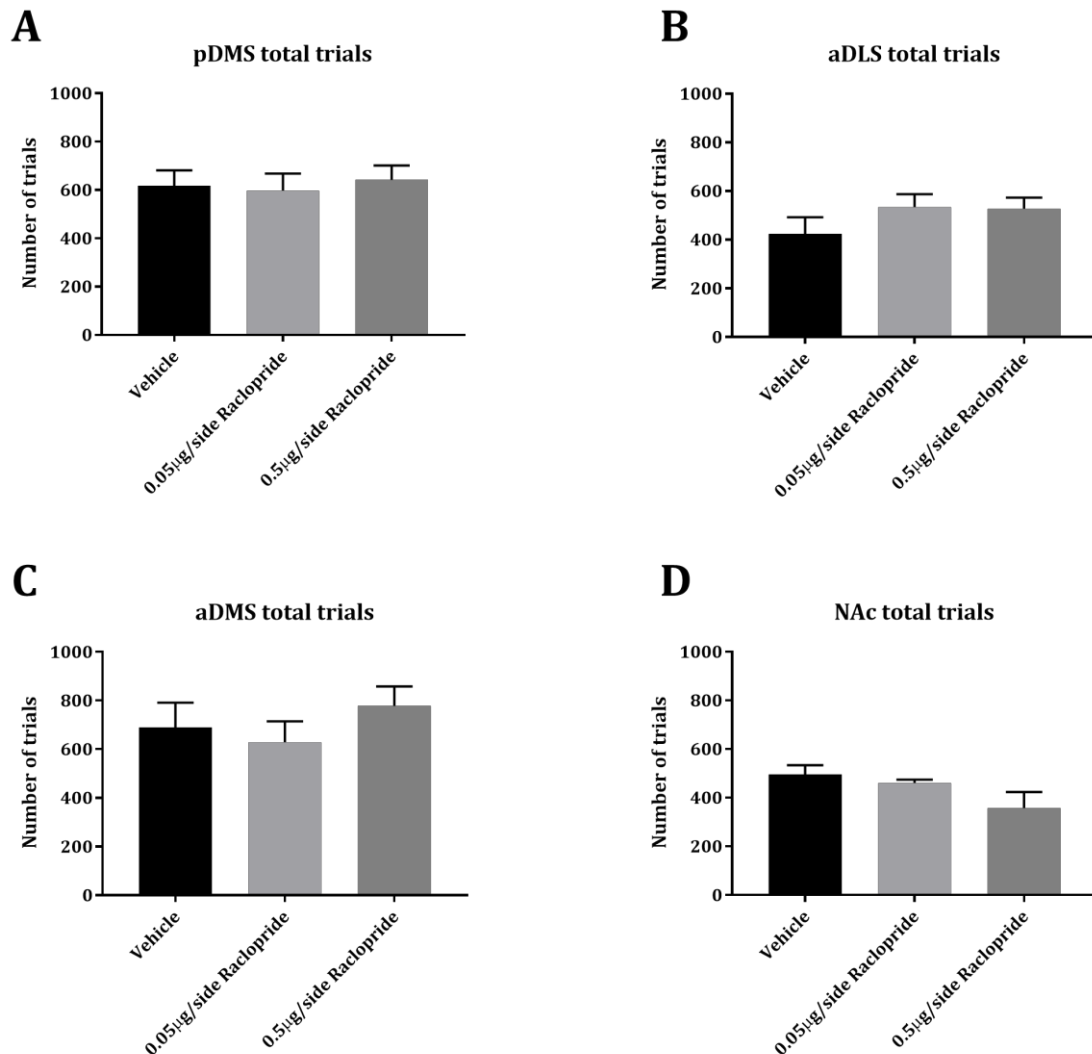 A
pDMS total trials
Number of trials
1000
800
600
400
200
0
Vehicle
0.05µg/side Raclopride
0.5µg/side Raclopride
B
aDLS total trials
Number of trials
1000
800
600
400
200
0
Vehicle
0.05µg/side Raclopride
0.5µg/side Raclopride
C
aDMS total trials
Number of trials
1000
800
600
400
200
0
Vehicle
0.05µg/side Raclopride
0.5µg/side Raclopride
D
NAc total trials
Number of trials
1000
800
600
400
200
0
Vehicle
0.05µg/side Raclopride
0.5µg/side Raclopride